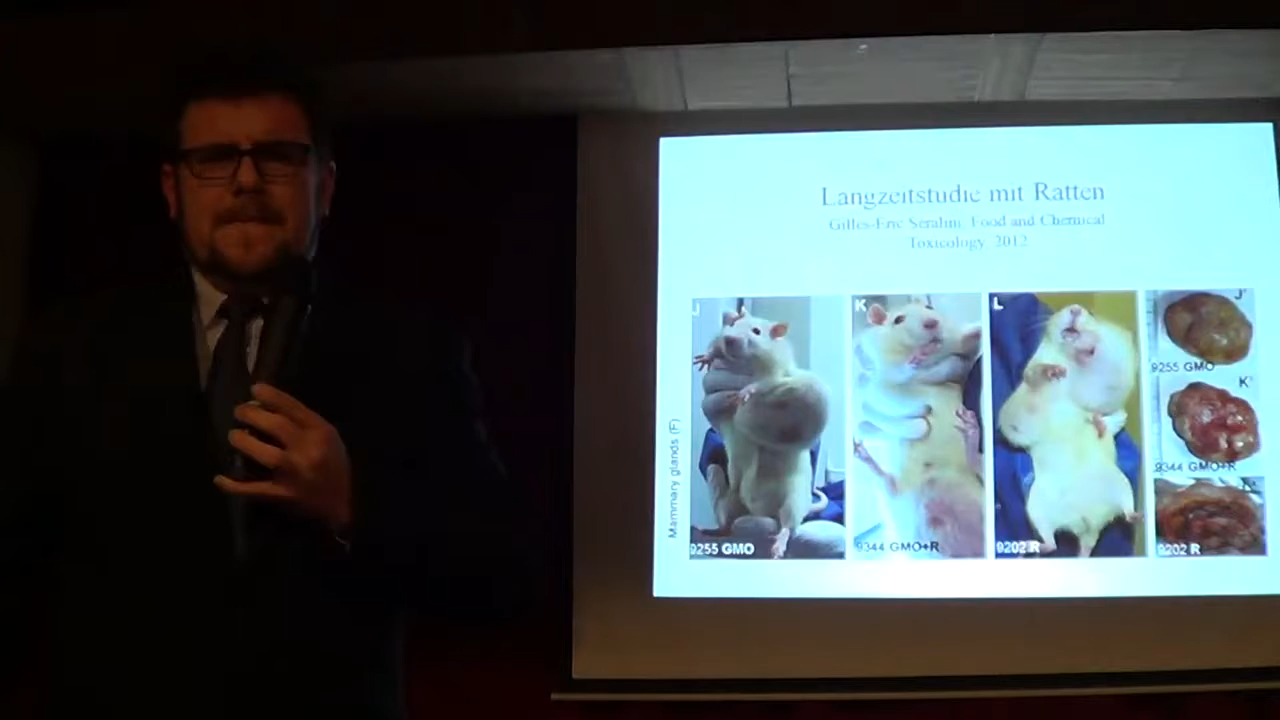 Langzeitstudie mit Ratten
Gilles-Eric Seralini, Food and Chemical
Toxicology, 2012
Mammary glands (F)
J
9255 GMO
K
9344 GMO+R
L
9202 R
J'
9255 GMO
K'
9344 GMO+R
9202 R